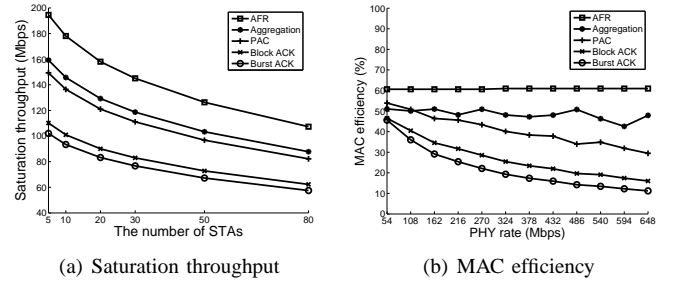 200
180
160
140
120
100
80
60
40
Saturation throughput (Mbps)
AFR
Aggregation
PAC
Block ACK
Burst ACK
5 10 20 30 50 80
The number of STAs
(a) Saturation throughput
100
90
80
70
60
50
40
30
20
10
0
MAC efficiency (%)
AFR
Aggregation
PAC
Block ACK
Burst ACK
54 108 162 216 270 324 378 432 486 540 594 648
PHY rate (Mbps)
(b) MAC efficiency